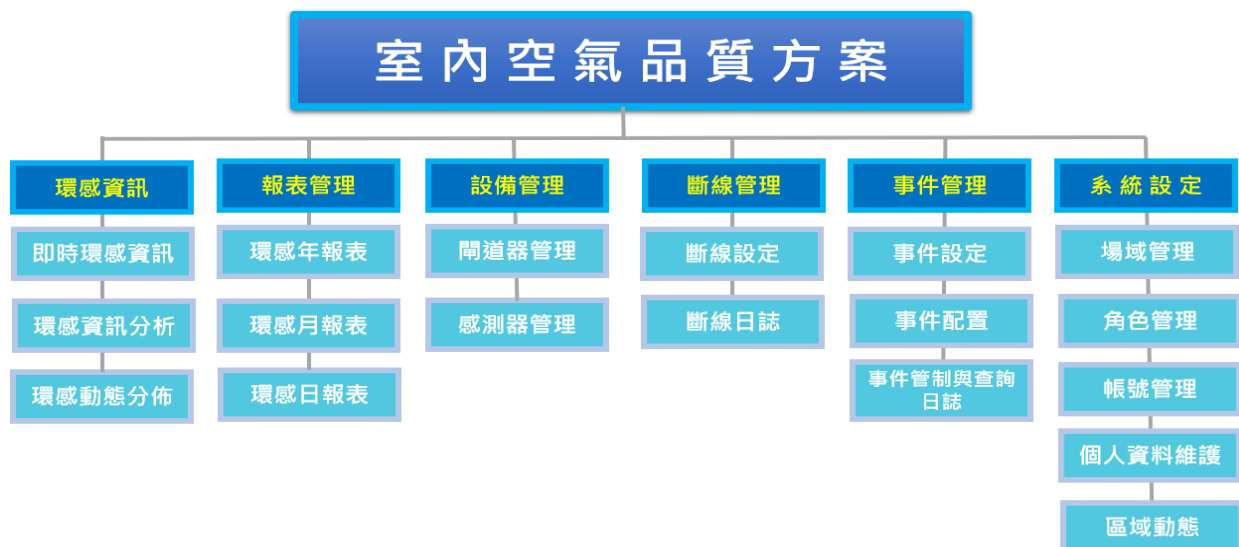 室內空氣品質方案
環感資訊
即時環感資訊
環感資訊分析
環感動態分佈
報表管理
環感年報表
環感月報表
環感日報表
設備管理
閘道器管理
感測器管理
斷線管理
斷線設定
斷線日誌
事件管理
事件設定
事件配置
事件管制與查詢
日誌
系統設定
場域管理
角色管理
帳號管理
個人資料維護
區域動態